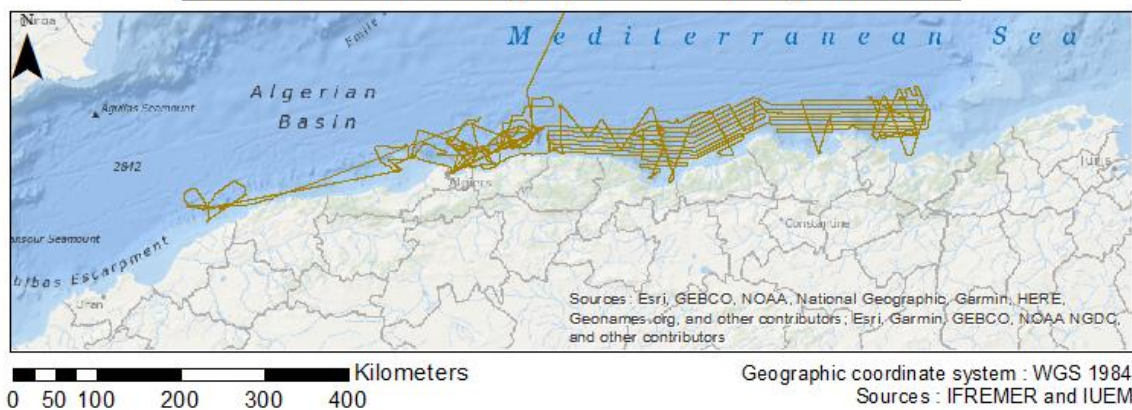 N
Mediterranean Sea
Emile
Aguilas Seamount
Algerian
Basin
2842
Algiers
Tunis
Constantine
Escarpment
Oran
Sources: Esri, GEBCO, NOAA, National Geographic, Garmin, HERE,
Geonames.org, and other contributors; Esri, Garmin, GEBCO, NOAA NGDC,
and other contributors
Kilometers
0 50 100 200 300 400
Geographic coordinate system : WGS 1984
Sources : IFREMER and IUEM